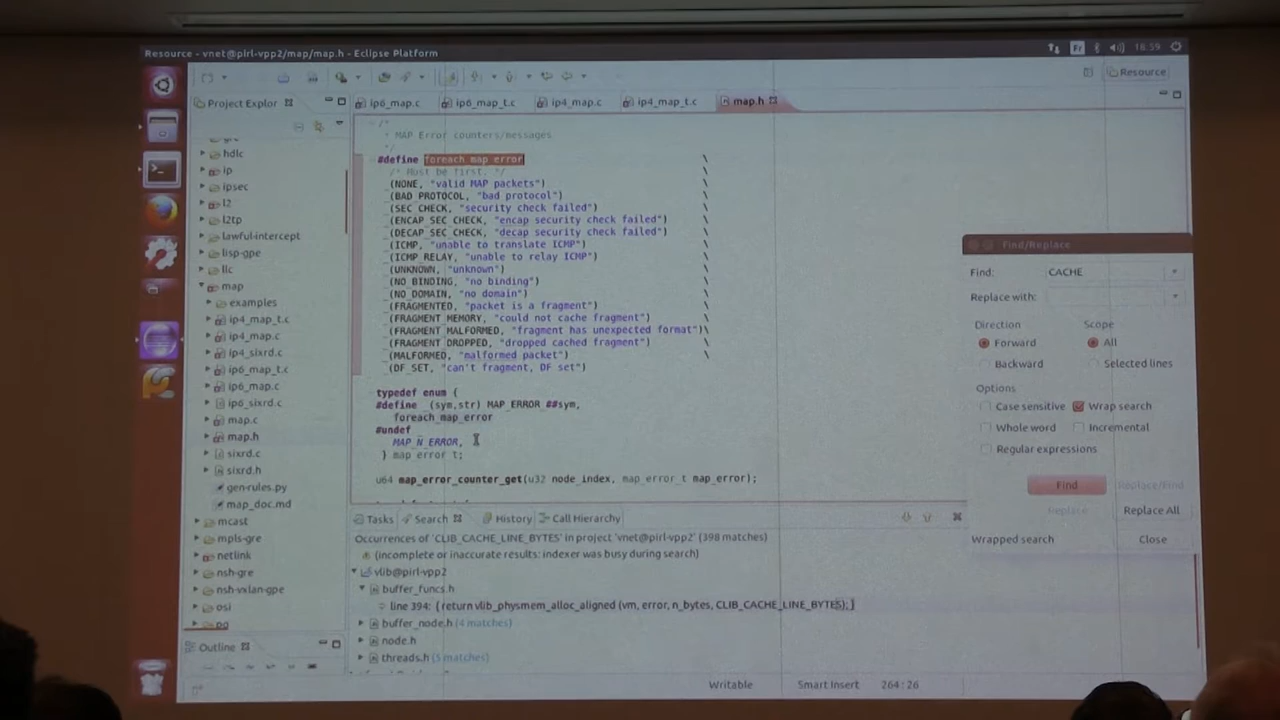 Resource - vnet@pirl-vpp2/map/map.h - Eclipse Platform
Fr
18:59
Resource
Project Explor
ip6_map.c
ip6_map_t.c
ip4_map.c
ip4_map_t.c
map.h
hdlc
ip
ipsec
l2
l2tp
lawful-intercept
lisp-gpe
llc
map
examples
ip4_map_t.c
ip4_map.c
ip4_sixrd.c
ip6_map_t.c
ip6_map.c
ip6_sixrd.c
map.c
map.h
sixrd.c
sixrd.h
gen-rules.py
map_doc.md
mcast
mpls-gre
netlink
nsh-gre
nsh-vxlan-gpe
osi
pg
Outline
/*
* MAP Error counters/messages
*/
#define foreach_map_error \
/* Must be first. */ \
_(NONE, "valid MAP packets") \
_(BAD_PROTOCOL, "bad protocol") \
_(SEC_CHECK, "security check failed") \
_(ENCAP_SEC_CHECK, "encap security check failed") \
_(DECAP_SEC_CHECK, "decap security check failed") \
_(ICMP, "unable to translate ICMP") \
_(ICMP_RELAY, "unable to relay ICMP") \
_(UNKNOWN, "unknown") \
_(NO_BINDING, "no binding") \
_(NO_DOMAIN, "no domain") \
_(FRAGMENTED, "packet is a fragment") \
_(FRAGMENT_MEMORY, "could not cache fragment") \
_(FRAGMENT_MALFORMED, "fragment has unexpected format")\
_(FRAGMENT_DROPPED, "dropped cached fragment") \
_(MALFORMED, "malformed packet") \
_(DF_SET, "can't fragment, DF set")
typedef enum {
#define _(sym,str) MAP_ERROR_##sym,
foreach_map_error
#undef _
MAP_N_ERROR,
} map_error_t;
u64 map_error_counter_get(u32 node_index, map_error_t map_error);
Tasks
Search
History
Call Hierarchy
Occurrences of 'CLIB_CACHE_LINE_BYTES' in project 'vnet@pirl-vpp2' (398 matches)
(incomplete or inaccurate results: indexer was busy during search)
vlib@pirl-vpp2
buffer_funcs.h
line 394: { return vlib_physmem_alloc_aligned (vm, error, n_bytes, CLIB_CACHE_LINE_BYTES); }
buffer_node.h (4 matches)
node.h
threads.h (5 matches)
Writable
Smart Insert
264 : 26
Find/Replace
Find: CACHE
Replace with:
Direction
Scope
Forward
All
Backward
Selected lines
Options
Case sensitive
Wrap search
Whole word
Incremental
Regular expressions
Find
Replace/Find
Replace
Replace All
Wrapped search
Close